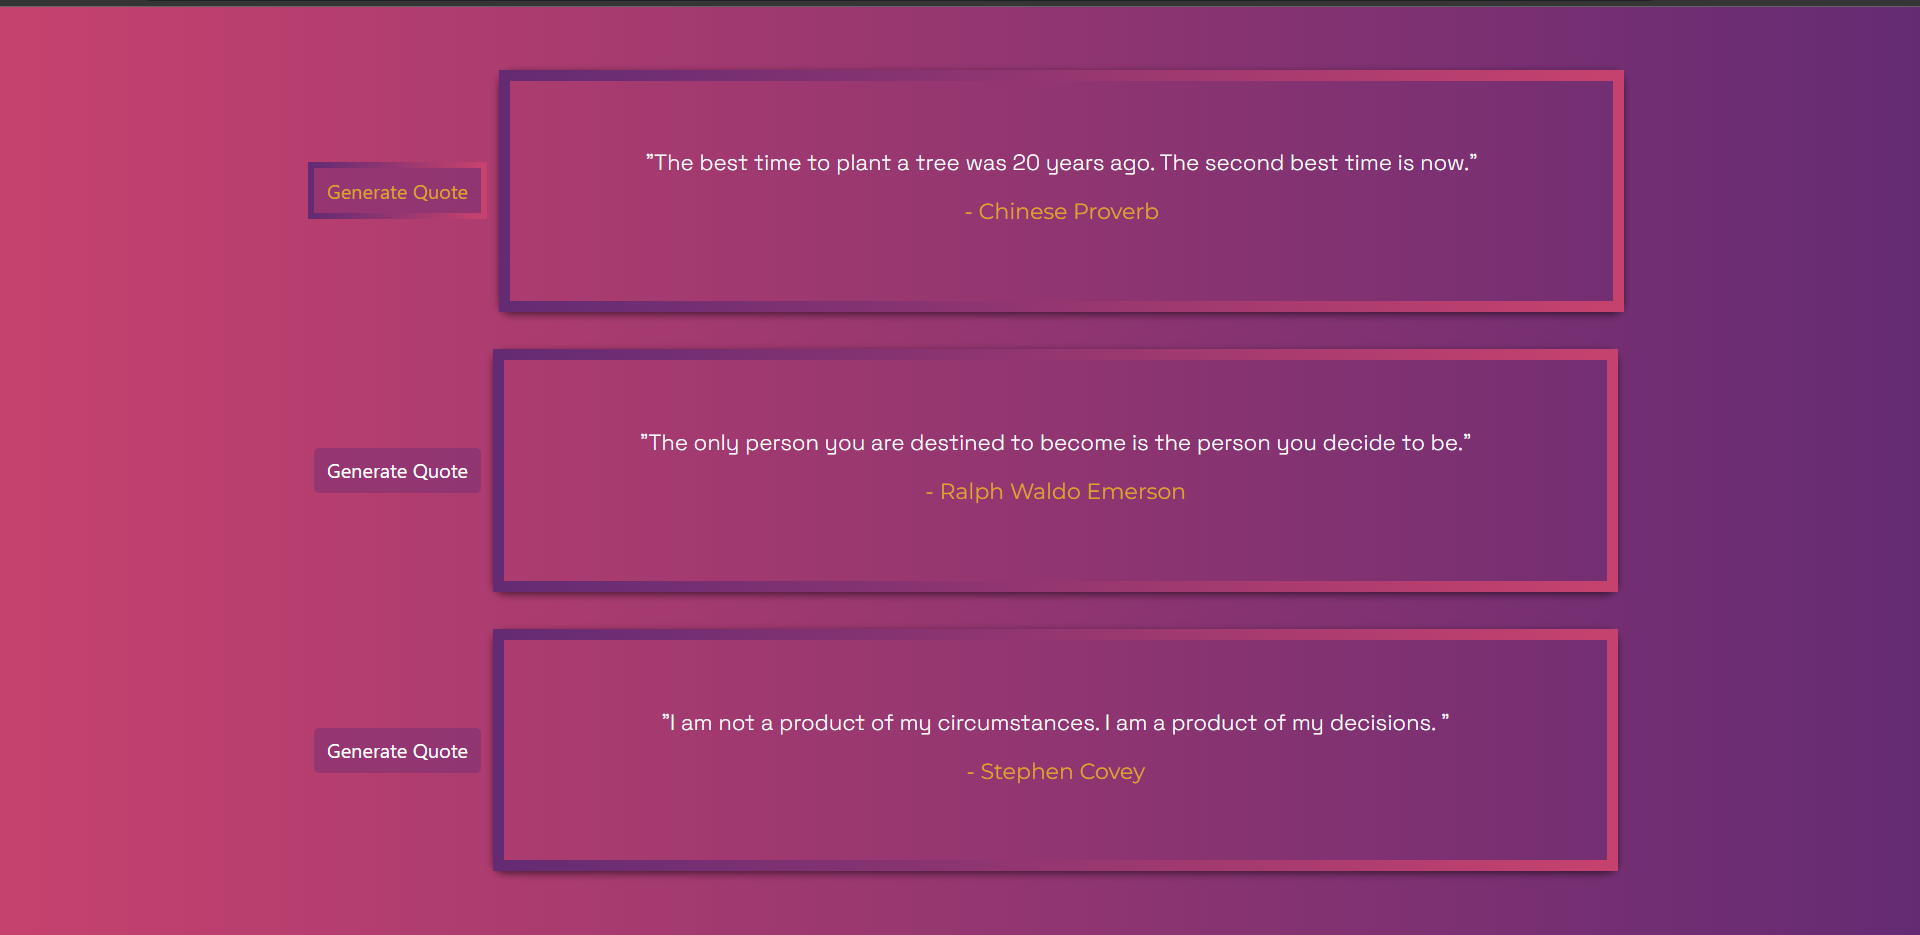 Generate Quote
”The best time to plant a tree was 20 years ago. The second best time is now.”
- Chinese Proverb
Generate Quote
”The only person you are destined to become is the person you decide to be.”
- Ralph Waldo Emerson
Generate Quote
”I am not a product of my circumstances. I am a product of my decisions. ”
- Stephen Covey